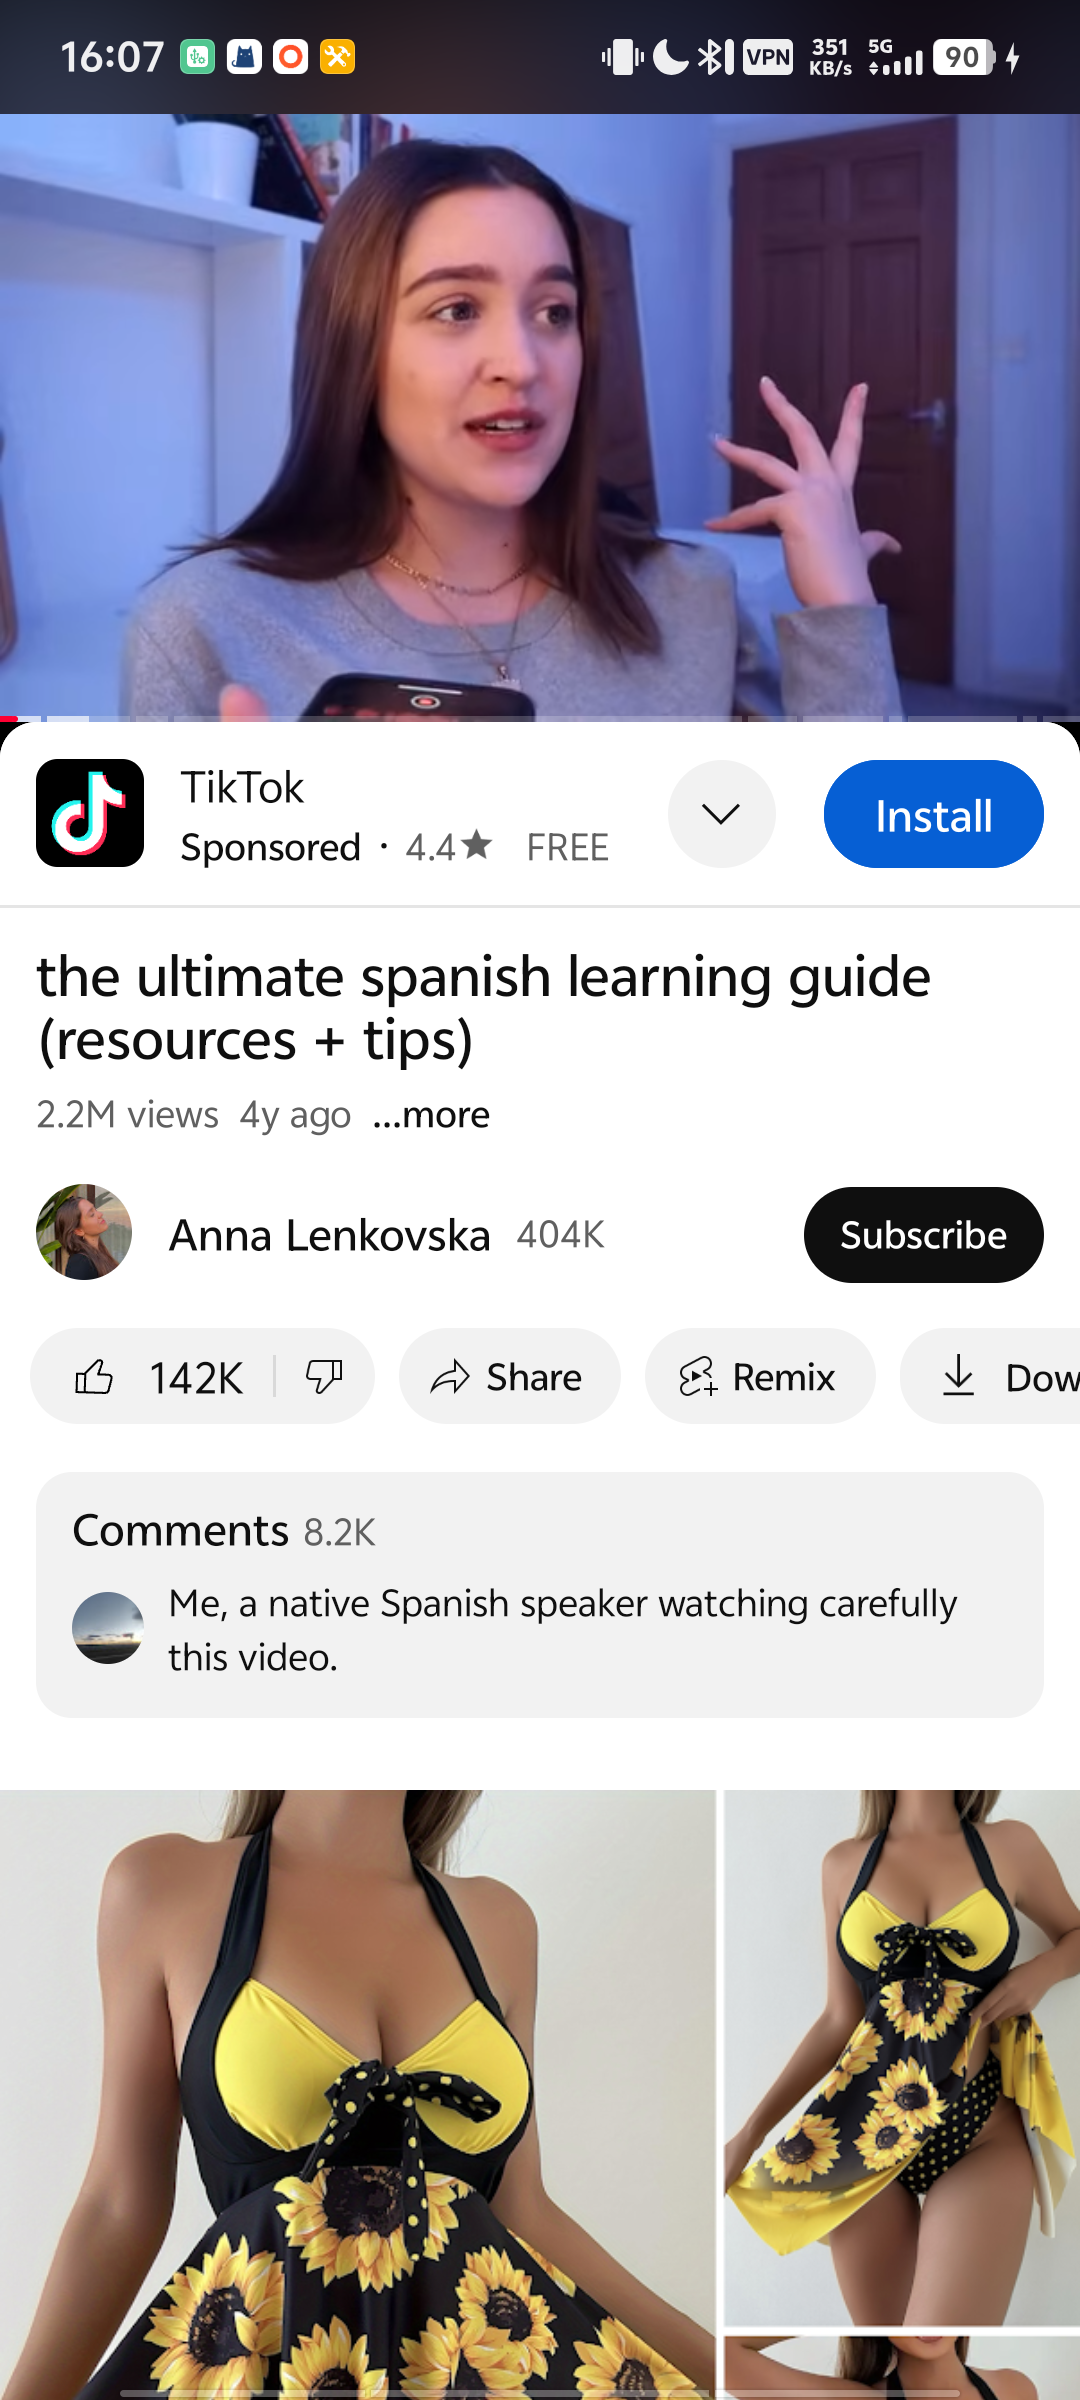 16:07
VPN
351
KB/s
5G
90
TikTok
Sponsored · 4.4★ FREE
Install
the ultimate spanish learning guide
(resources + tips)
2.2M views 4y ago ...more
Anna Lenkovska 404K
Subscribe
142K
Share
Remix
Dow
Comments 8.2K
Me, a native Spanish speaker watching carefully
this video.